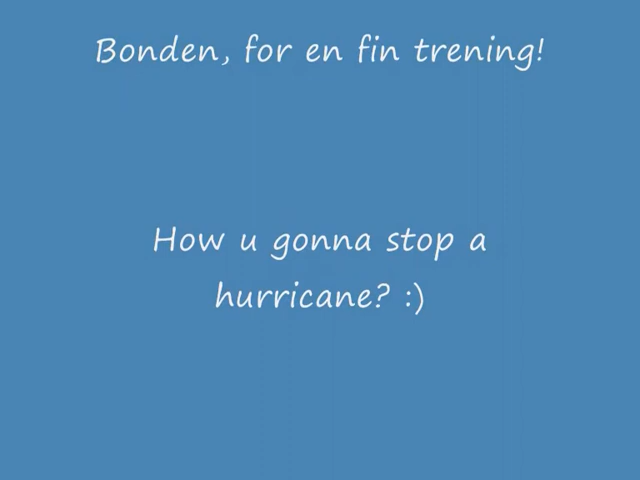 Bonden, for en fin trening!
How u gonna stop a
hurricane? :)